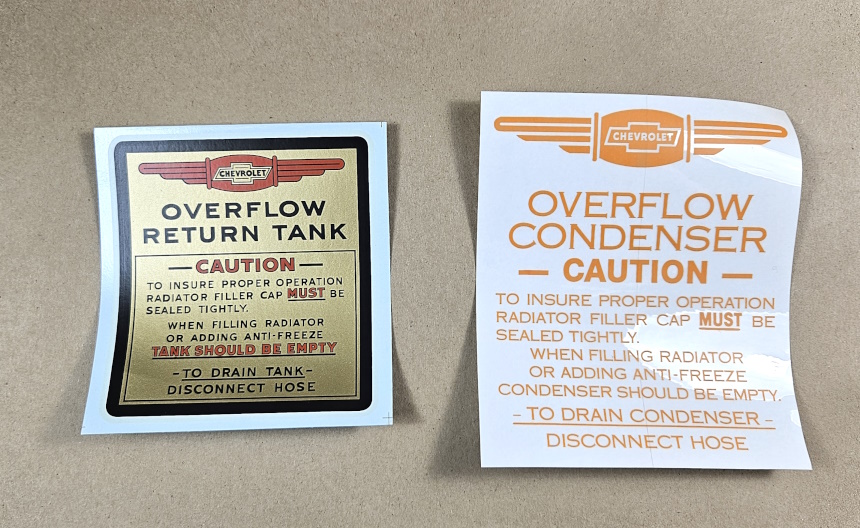 CHEVROLET
OVERFLOW
RETURN TANK
— CAUTION —
TO INSURE PROPER OPERATION
RADIATOR FILLER CAP MUST BE
SEALED TIGHTLY.
WHEN FILLING RADIATOR
OR ADDING ANTI-FREEZE
TANK SHOULD BE EMPTY
- TO DRAIN TANK -
DISCONNECT HOSE
CHEVROLET
OVERFLOW
CONDENSER
— CAUTION —
TO INSURE PROPER OPERATION
RADIATOR FILLER CAP MUST BE
SEALED TIGHTLY.
WHEN FILLING RADIATOR
OR ADDING ANTI-FREEZE
CONDENSER SHOULD BE EMPTY.
- TO DRAIN CONDENSER -
DISCONNECT HOSE